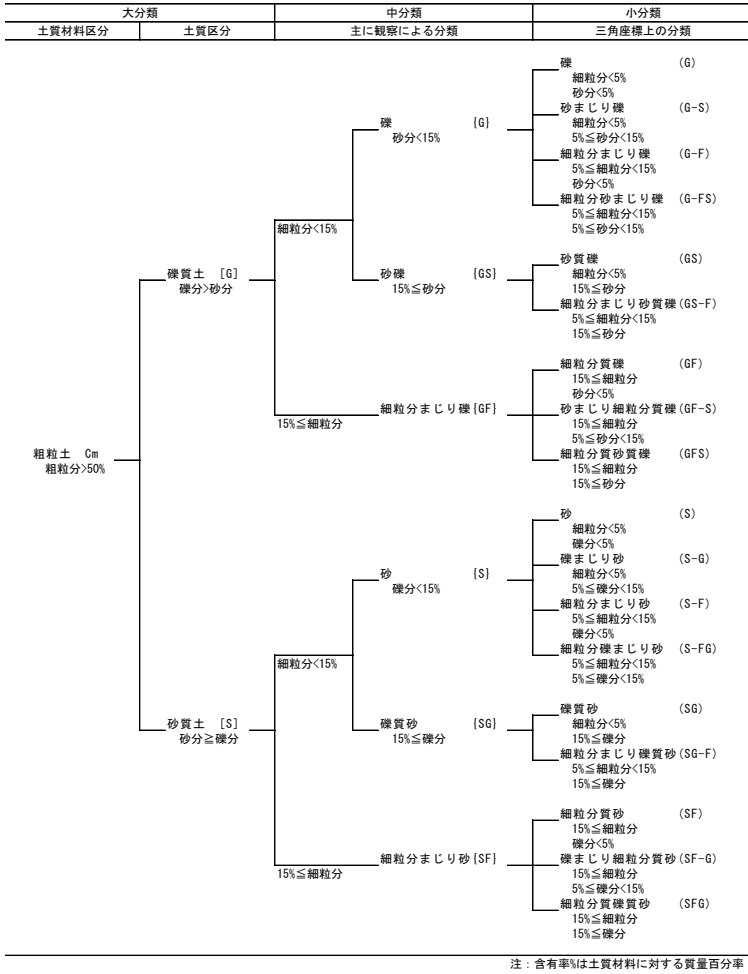 大分類 中分類 小分類
土質材料区分 土質区分 主に観察による分類 三角座標上の分類
粗粒土 Cm
粗粒分>50%
礫質土 [G]
礫分>砂分
細粒分<15%
礫 {G}
砂分<15%
礫 (G)
細粒分<5%
砂分<5%
砂まじり礫 (G-S)
細粒分<5%
5%≦砂分<15%
細粒分まじり礫 (G-F)
5%≦細粒分<15%
砂分<5%
細粒分砂まじり礫 (G-FS)
5%≦細粒分<15%
5%≦砂分<15%
砂礫 {GS}
15%≦砂分
砂質礫 (GS)
細粒分<5%
15%≦砂分
細粒分まじり砂質礫(GS-F)
5%≦細粒分<15%
15%≦砂分
15%≦細粒分
細粒分まじり礫{GF}
細粒分質礫 (GF)
15%≦細粒分
砂分<5%
砂まじり細粒分質礫(GF-S)
15%≦細粒分
5%≦砂分<15%
細粒分質砂質礫 (GFS)
15%≦細粒分
15%≦砂分
砂質土 [S]
砂分≧礫分
細粒分<15%
砂 {S}
礫分<15%
砂 (S)
細粒分<5%
礫分<5%
礫まじり砂 (S-G)
細粒分<5%
5%≦礫分<15%
細粒分まじり砂 (S-F)
5%≦細粒分<15%
礫分<5%
細粒分礫まじり砂 (S-FG)
5%≦細粒分<15%
5%≦礫分<15%
礫質砂 {SG}
15%≦礫分
礫質砂 (SG)
細粒分<5%
15%≦礫分
細粒分まじり礫質砂(SG-F)
5%≦細粒分<15%
15%≦礫分
15%≦細粒分
細粒分まじり砂{SF}
細粒分質砂 (SF)
15%≦細粒分
礫分<5%
礫まじり細粒分質砂(SF-G)
15%≦細粒分
5%≦礫分<15%
細粒分質礫質砂 (SFG)
15%≦細粒分
15%≦礫分
注：含有率%は土質材料に対する質量百分率